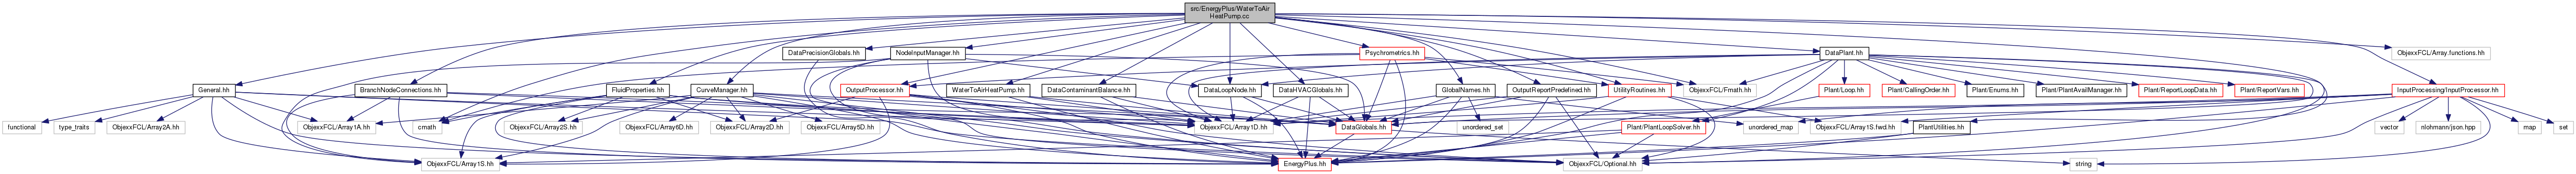 src/EnergyPlus/WaterToAir
HeatPump.cc
DataPrecisionGlobals.hh
NodeInputManager.hh
Psychrometrics.hh
DataPlant.hh
ObjexxFCL/Array.functions.hh
General.hh
BranchNodeConnections.hh
FluidProperties.hh
CurveManager.hh
OutputProcessor.hh
WaterToAirHeatPump.hh
DataContaminantBalance.hh
DataLoopNode.hh
DataHVACGlobals.hh
GlobalNames.hh
OutputReportPredefined.hh
UtilityRoutines.hh
ObjexxFCL/Fmath.hh
Plant/Loop.hh
Plant/CallingOrder.hh
Plant/Enums.hh
Plant/PlantAvailManager.hh
Plant/ReportLoopData.hh
Plant/ReportVars.hh
InputProcessing/InputProcessor.hh
functional
type_traits
ObjexxFCL/Array2A.hh
ObjexxFCL/Array1A.hh
cmath
ObjexxFCL/Array2S.hh
ObjexxFCL/Array6D.hh
ObjexxFCL/Array2D.hh
ObjexxFCL/Array5D.hh
ObjexxFCL/Array1D.hh
DataGlobals.hh
unordered_set
unordered_map
Plant/PlantLoopSolver.hh
ObjexxFCL/Array1S.fwd.hh
PlantUtilities.hh
vector
nlohmann/json.hpp
map
set
ObjexxFCL/Array1S.hh
EnergyPlus.hh
ObjexxFCL/Optional.hh
string